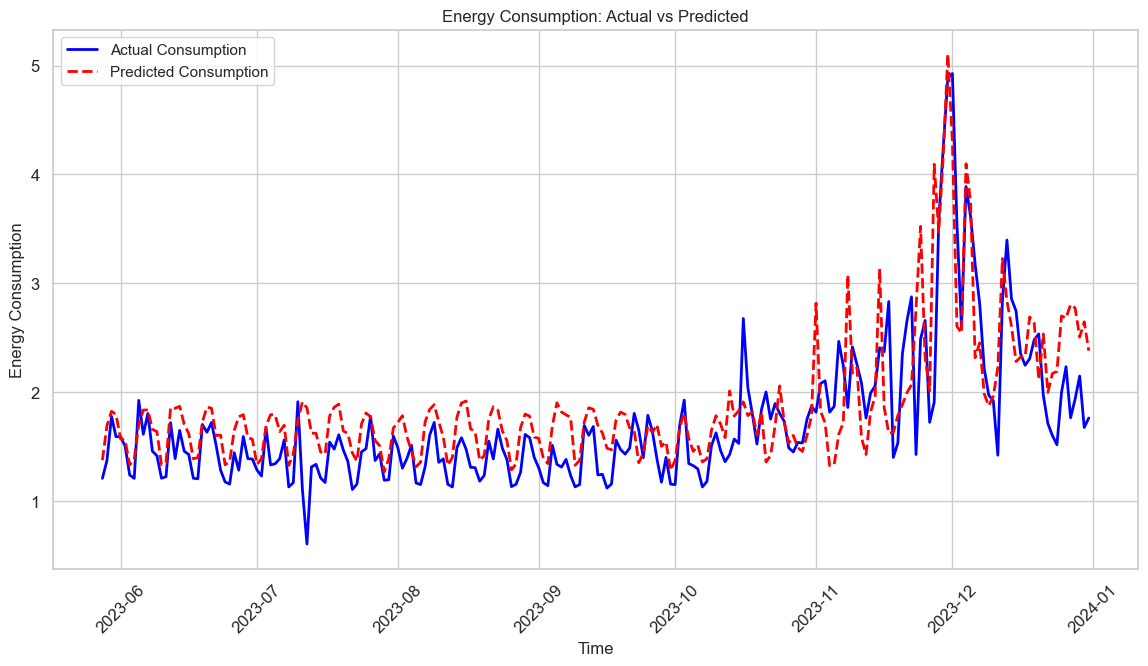 Energy Consumption: Actual vs Predicted
Actual Consumption
Predicted Consumption
Energy Consumption
5
4
3
2
1
2023-06
2023-07
2023-08
2023-09
2023-10
2023-11
2023-12
2024-01
Time